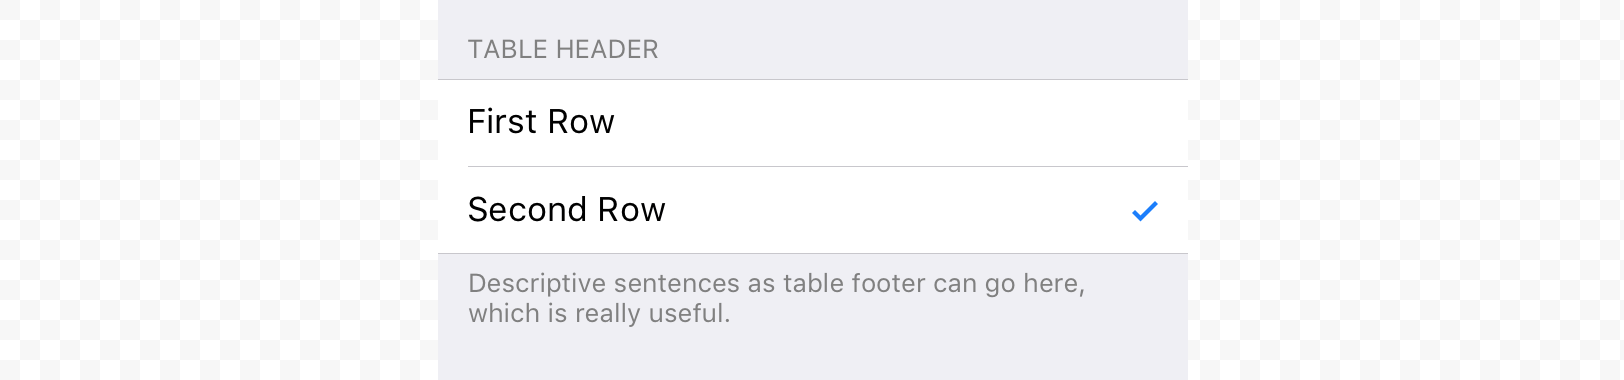 TABLE HEADER
First Row
Second Row
Descriptive sentences as table footer can go here,
which is really useful.